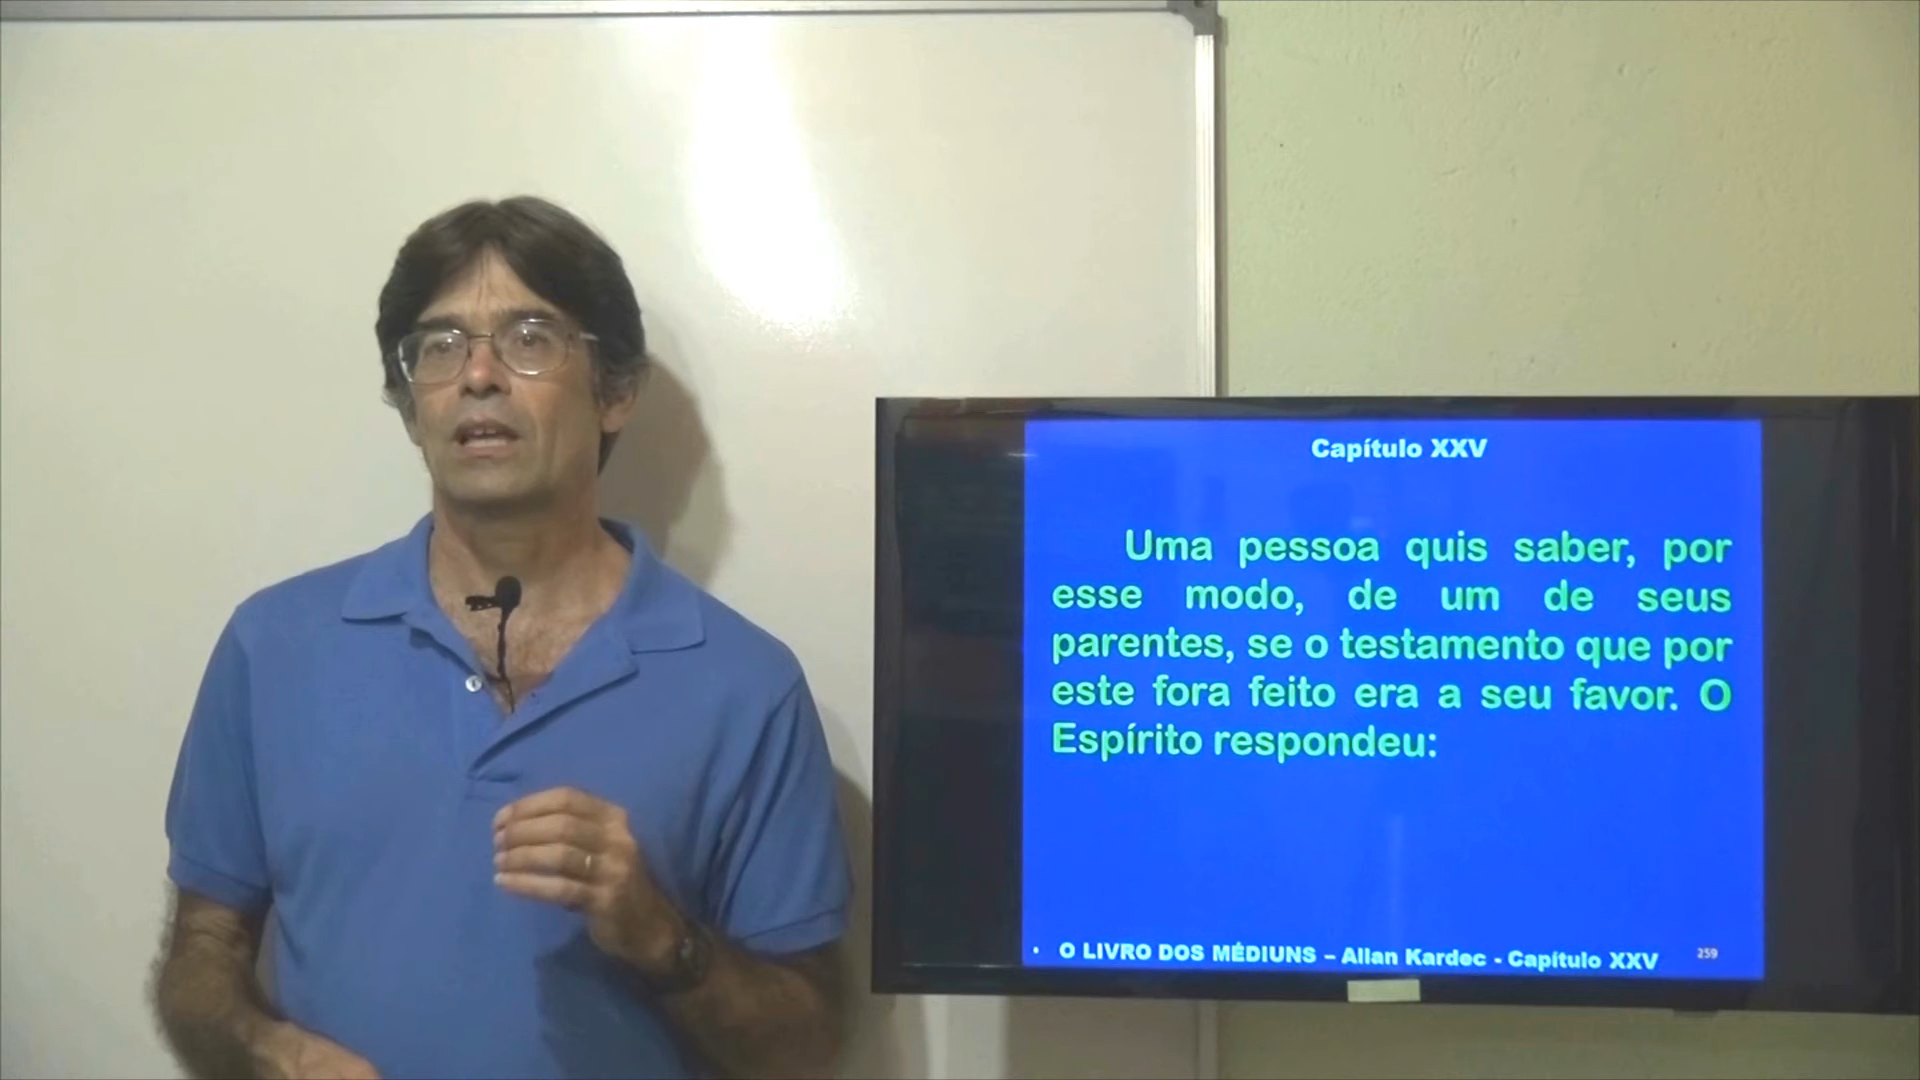 Capítulo XXV
Uma pessoa quis saber, por
esse modo, de um de seus
parentes, se o testamento que por
este fora feito era a seu favor. O
Espírito respondeu:
• O LIVRO DOS MÉDIUNS – Allan Kardec - Capítulo XXV 259